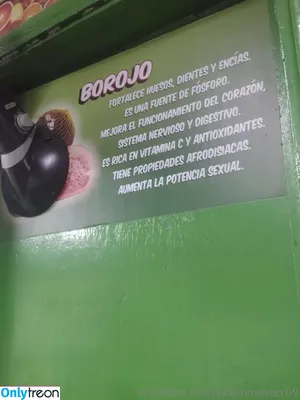 BOROJO
FORTALECE HUESOS, DIENTES Y ENCÍAS.
ES UNA FUENTE DE FÓSFORO.
MEJORA EL FUNCIONAMIENTO DEL CORAZÓN,
SISTEMA NERVIOSO Y DIGESTIVO.
ES RICA EN VITAMINA C Y ANTIOXIDANTES.
TIENE PROPIEDADES AFRODISIACAS.
AUMENTA LA POTENCIA SEXUAL.
Onlytreon